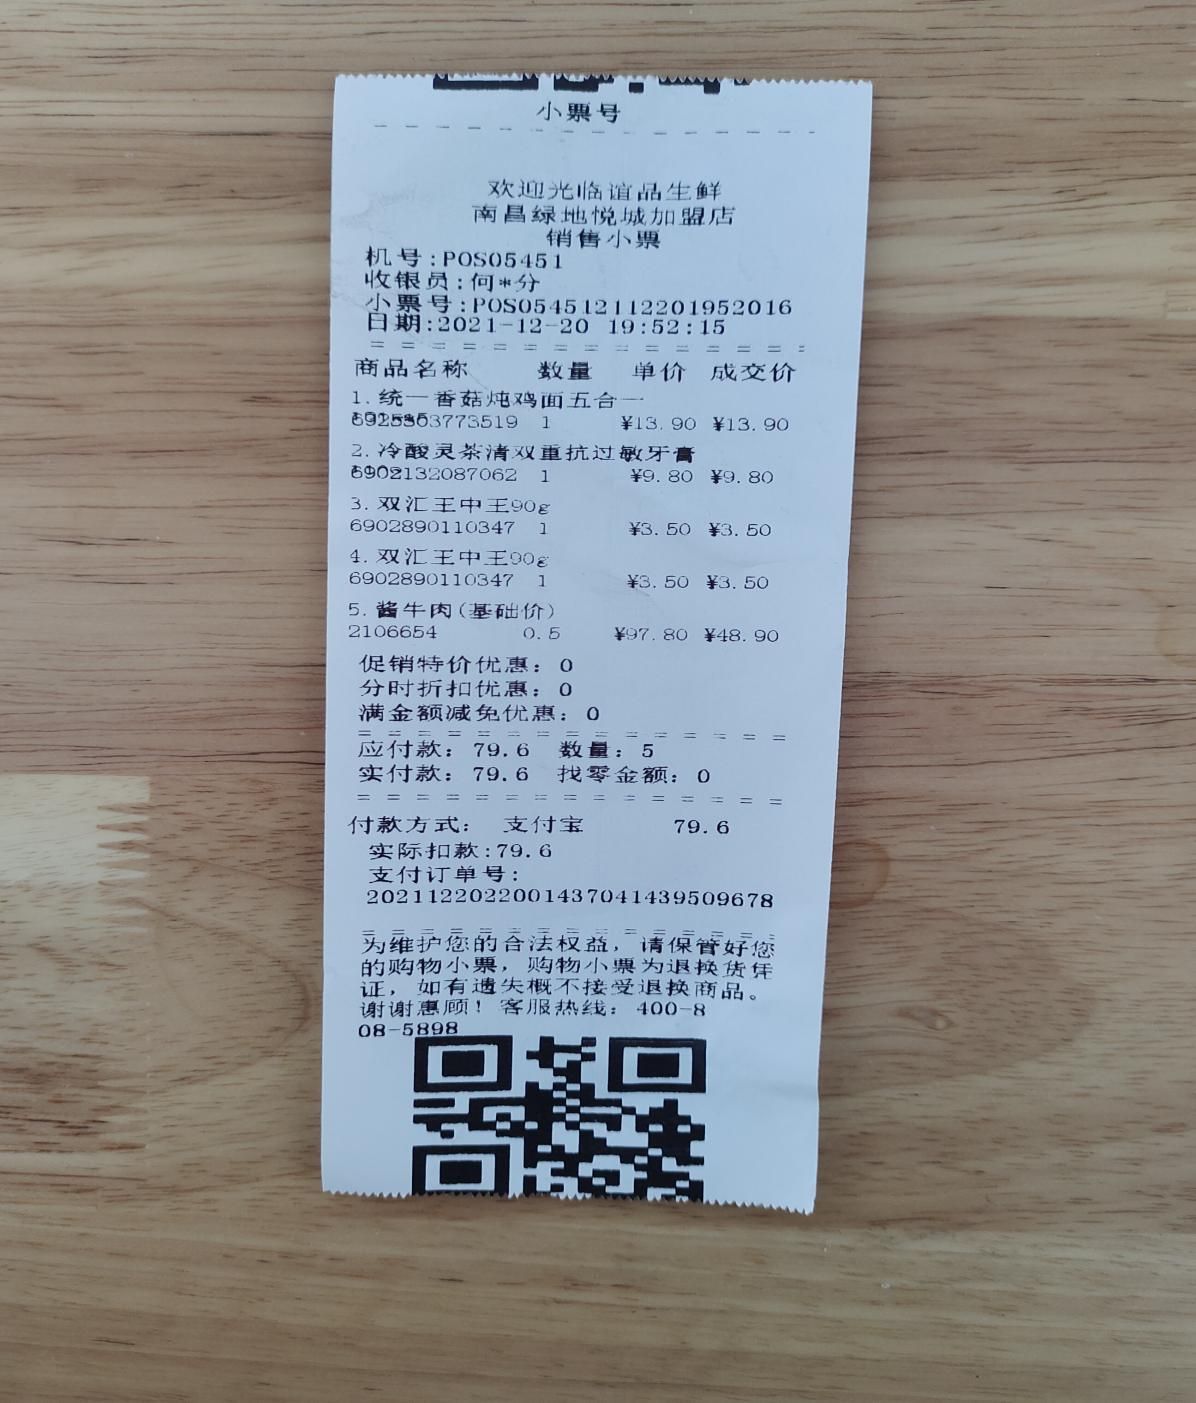 小票号
欢迎光临谊品生鲜
南昌绿地悦城加盟店
销售小票
机号:POS05451
收银员:何*分
小票号:POS0545121122019520​16
日期:2021-12-20 19:52:15
商品名称 数量 单价 成交价
1. 统一香菇炖鸡面五合一
6925303773519 1 ¥13.90 ¥13.90
2. 冷酸灵茶清双重抗过敏牙膏
6902132087062 1 ¥9.80 ¥9.80
3. 双汇王中王90g
6902890110347 1 ¥3.50 ¥3.50
4. 双汇王中王90g
6902890110347 1 ¥3.50 ¥3.50
5. 酱牛肉(基础价)
2106654 0.5 ¥97.80 ¥48.90
促销特价优惠: 0
分时折扣优惠: 0
满金额减免优惠: 0
应付款: 79.6 数量: 5
实付款: 79.6 找零金额: 0
付款方式: 支付宝 79.6
实际扣款:79.6
支付订单号:
2021122022001437041439509678
为维护您的合法权益, 请保管好您
的购物小票, 购物小票为退换货凭
证, 如有遗失概不接受退换商品。
谢谢惠顾! 客服热线: 400-8
08-5898